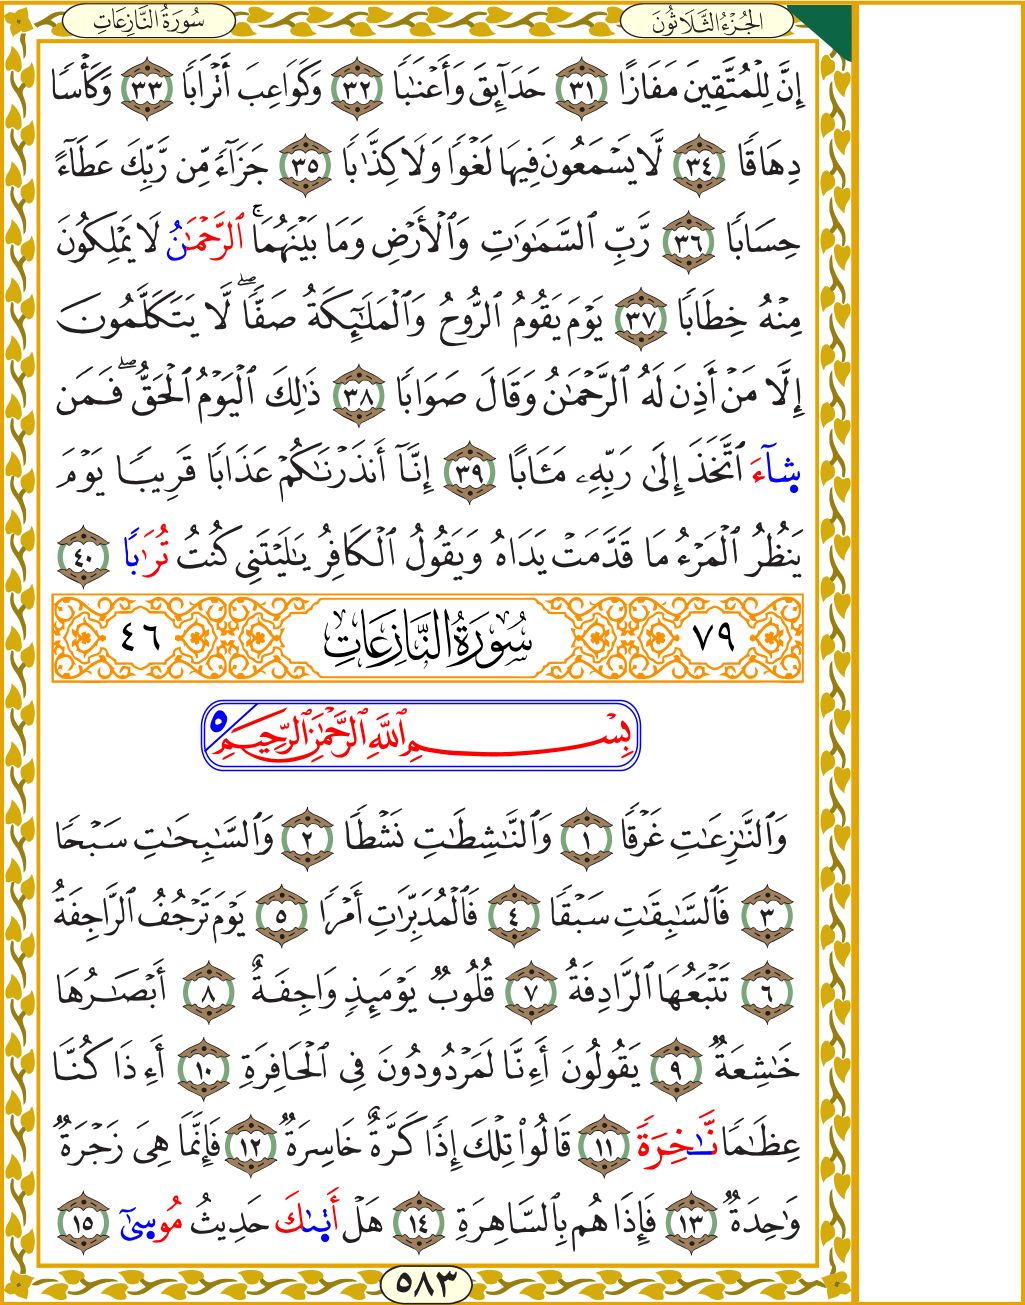 الجُزْءُ الثَّلَاثُونَ
سُورَةُ النَّازِعَاتِ
إِنَّ لِلْمُتَّقِينَ مَفَازًا ٣١ حَدَآئِقَ وَأَعْنَٰبًا ٣٢ وَكَوَاعِبَ أَتْرَابًا ٣٣ وَكَأْسًا
دِهَاقًا ٣٤ لَّا يَسْمَعُونَ فِيهَا لَغْوًا وَلَا كِذَّٰبًا ٣٥ جَزَآءً مِّن رَّبِّكَ عَطَآءً
حِسَابًا ٣٦ رَّبِّ ٱلسَّمَٰوَٰتِ وَٱلْأَرْضِ وَمَا بَيْنَهُمَا ۚ ٱلرَّحْمَٰنُ لَا يَمْلِكُونَ
مِنْهُ خِطَابًا ٣٧ يَوْمَ يَقُومُ ٱلرُّوحُ وَٱلْمَلَٰٓئِكَةُ صَفًّا ۖ لَّا يَتَكَلَّمُونَ
إِلَّا مَنْ أَذِنَ لَهُ ٱلرَّحْمَٰنُ وَقَالَ صَوَابًا ٣٨ ذَٰلِكَ ٱلْيَوْمُ ٱلْحَقُّ ۖ فَمَن
شَآءَ ٱتَّخَذَ إِلَىٰ رَبِّهِۦ مَـَٔابًا ٣٩ إِنَّآ أَنذَرْنَٰكُمْ عَذَابًا قَرِيبًا يَوْمَ
يَنظُرُ ٱلْمَرْءُ مَا قَدَّمَتْ يَدَاهُ وَيَقُولُ ٱلْكَافِرُ يَٰلَيْتَنِى كُنتُ تُرَٰبًا ٤٠
٧٩ سُورَةُ النَّازِعَاتِ ٤٦
بِسْمِ ٱللَّهِ ٱلرَّحْمَٰنِ ٱلرَّحِيمِ ٥
وَٱلنَّٰزِعَٰتِ غَرْقًا ١ وَٱلنَّٰشِطَٰتِ نَشْطًا ٢ وَٱلسَّٰبِحَٰتِ سَبْحًا
٣ فَٱلسَّٰبِقَٰتِ سَبْقًا ٤ فَٱلْمُدَبِّرَٰتِ أَمْرًا ٥ يَوْمَ تَرْجُفُ ٱلرَّاجِفَةُ
٦ تَتْبَعُهَا ٱلرَّادِفَةُ ٧ قُلُوبٌ يَوْمَئِذٍ وَاجِفَةٌ ٨ أَبْصَٰرُهَا
خَٰشِعَةٌ ٩ يَقُولُونَ أَءِنَّا لَمَرْدُودُونَ فِى ٱلْحَافِرَةِ ١٠ أَءِذَا كُنَّا
عِظَٰمًا نَّٰخِرَةً ١١ قَالُوا۟ تِلْكَ إِذًا كَرَّةٌ خَاسِرَةٌ ١٢ فَإِنَّمَا هِىَ زَجْرَةٌ
وَٰحِدَةٌ ١٣ فَإِذَا هُم بِٱلسَّاهِرَةِ ١٤ هَلْ أَتَىٰكَ حَدِيثُ مُوسَىٰٓ ١٥
٥٨٣